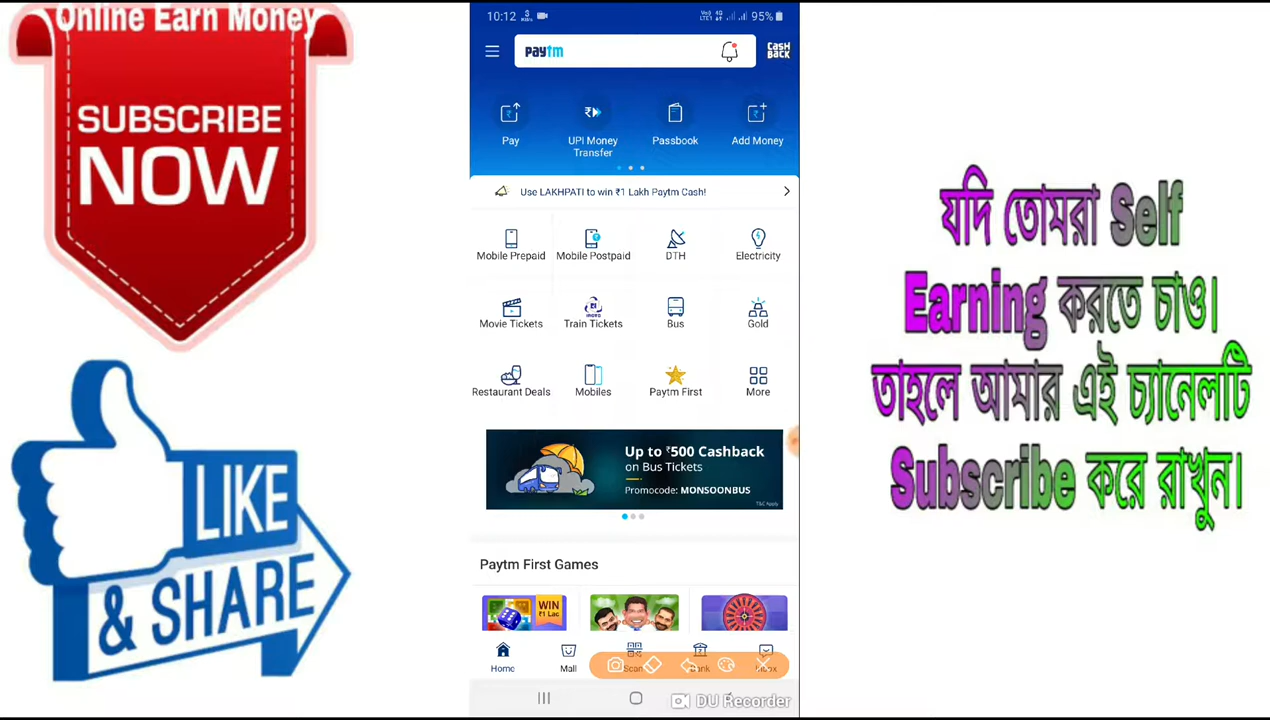 Online Earn Money
SUBSCRIBE
NOW
LIKE
& SHARE
10:12
95%
Paytm
CASH
BACK
Pay
UPI Money
Transfer
Passbook
Add Money
Use LAKHPATI to win ₹1 Lakh Paytm Cash!
Mobile Prepaid
Mobile Postpaid
DTH
Electricity
Movie Tickets
Train Tickets
Bus
Gold
Restaurant Deals
Mobiles
Paytm First
More
Up to ₹500 Cashback
on Bus Tickets
Promocode: MONSOONBUS
T&C Apply
Paytm First Games
WIN
₹1 Lac
Home
Mall
DU Recorder
যদি তোমরা Self
Earning করতে চাও।
তাহলে আমার এই চ্যানেলটি
Subscribe করে রাখুন।